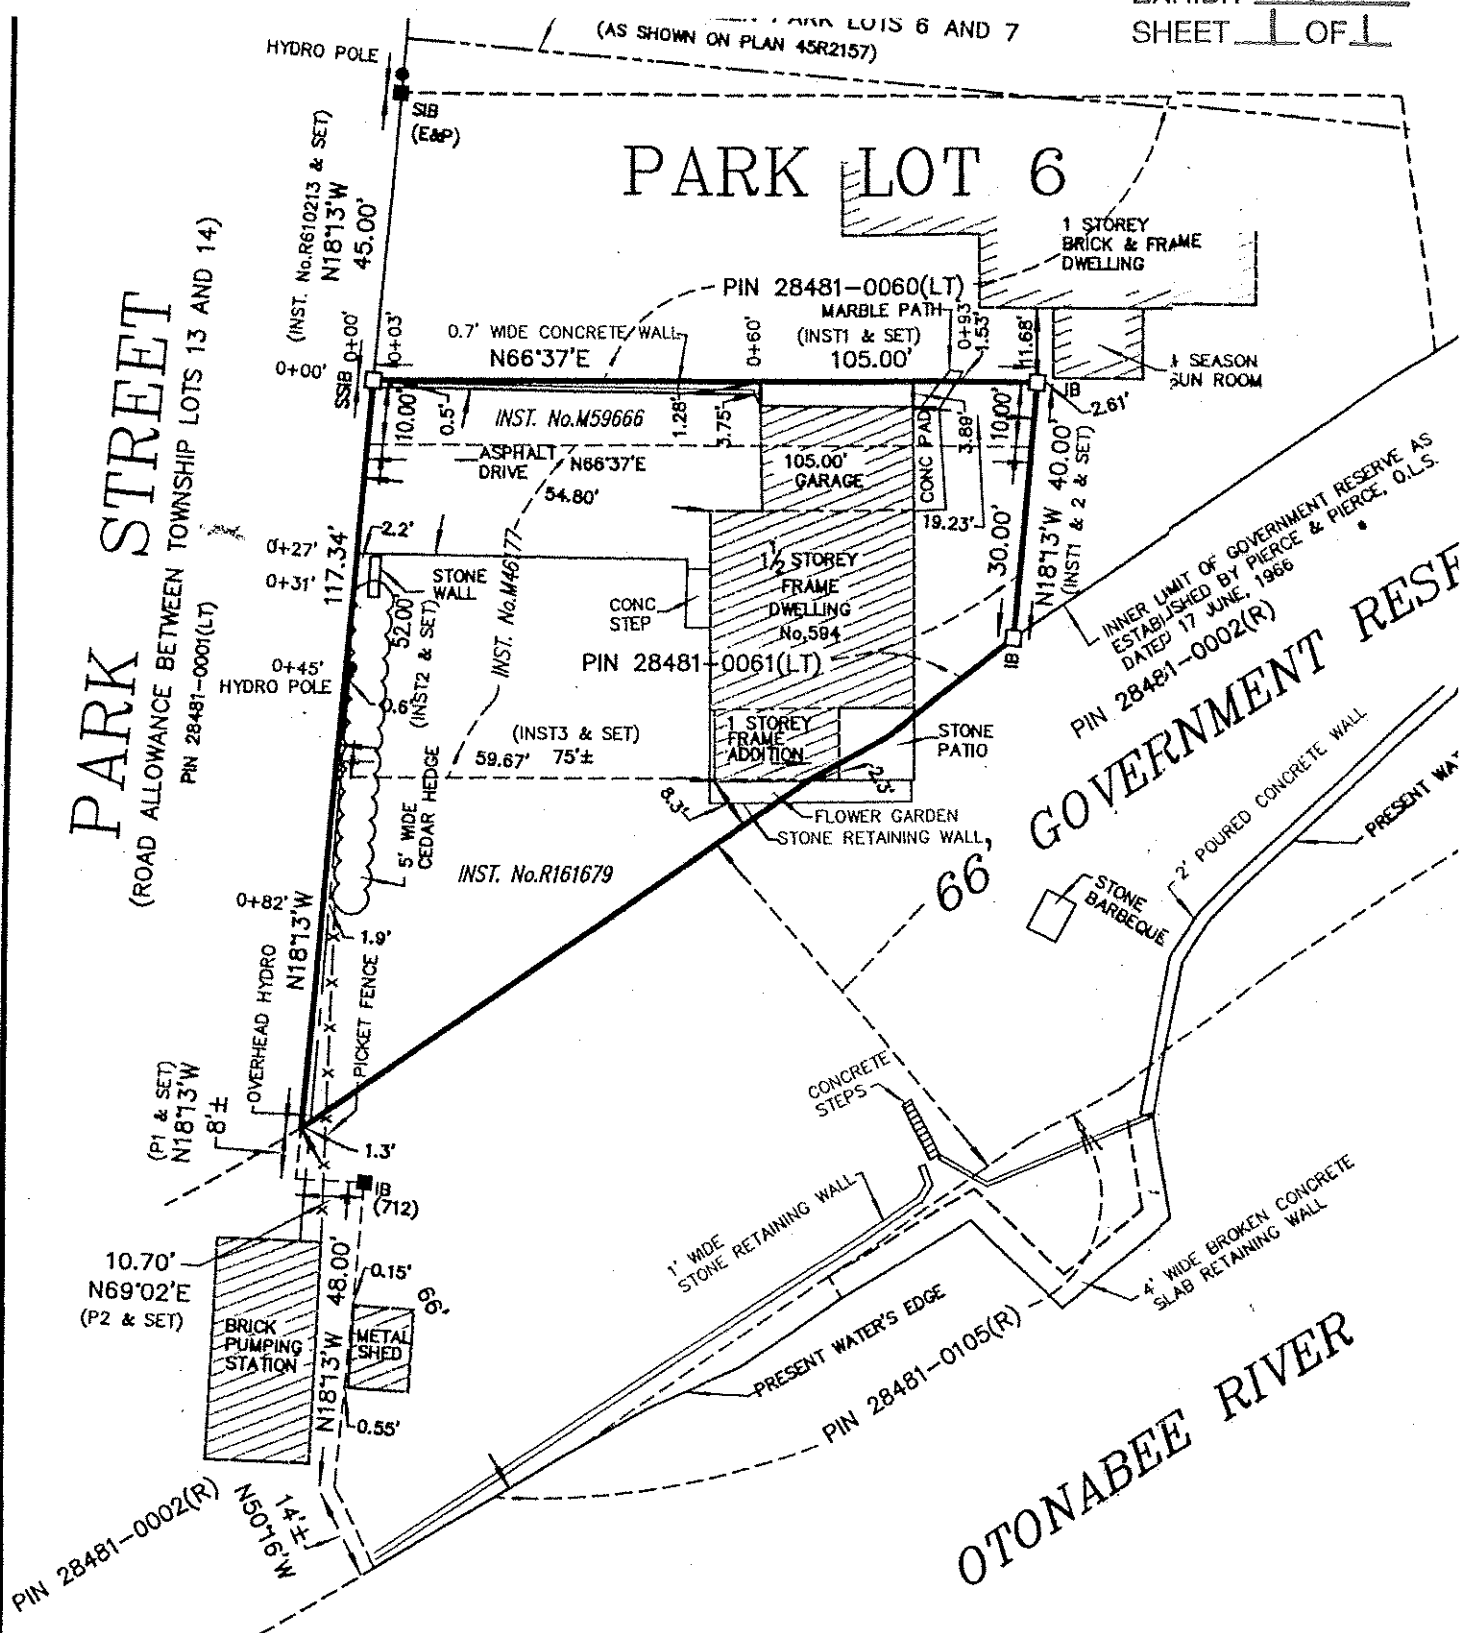 SHEET 1 OF 1
PARK LOTS 6 AND 7
(AS SHOWN ON PLAN 45R2157)
HYDRO POLE
SIB
(E&P)
PARK LOT 6
(INST. No.R610213 & SET)
N18°13'W
45.00'
1 STOREY
BRICK & FRAME
DWELLING
PIN 28481-0060(LT)
MARBLE PATH
0.7' WIDE CONCRETE WALL
(INST1 & SET)
N66°37'E
105.00'
0+60'
0+93'
1.53'
11.68'
0+00'
0+03'
0+00'
SSIB
4 SEASON
SUN ROOM
IB
2.61'
10.00'
0.5'
INST. No.M59666
1.28'
3.75'
CONC PAD
3.89'
10.00'
ASPHALT
DRIVE
N66°37'E
54.80'
105.00'
GARAGE
19.23'
30.00'
N18°13'W 40.00'
(INST1 & 2 & SET)
PARK STREET
(ROAD ALLOWANCE BETWEEN TOWNSHIP LOTS 13 AND 14)
PIN 28481-0001(LT)
117.34'
2.2'
0+27'
0+31'
STONE
WALL
52.00'
(INST2 & SET)
INST. No.M46177
CONC
STEP
1½ STOREY
FRAME
DWELLING
No.594
PIN 28481-0061(LT)
IB
INNER LIMIT OF GOVERNMENT RESERVE AS
ESTABLISHED BY PIERCE & PIERCE, O.L.S.
DATED 17 JUNE, 1966
PIN 28481-0002(R)
66' GOVERNMENT RESE
0+45'
HYDRO POLE
0.6'
(INST3 & SET)
59.67' 75'±
1 STOREY
FRAME
ADDITION
STONE
PATIO
2.3'
8.3'
FLOWER GARDEN
STONE RETAINING WALL
5' WIDE
CEDAR HEDGE
INST. No.R161679
2' POURED CONCRETE WALL
PRESENT WAT
STONE
BARBEQUE
0+82'
N18°13'W
1.9'
OVERHEAD HYDRO
PICKET FENCE
(P1 & SET)
N18°13'W
8'±
1.3'
IB
(712)
CONCRETE
STEPS
1' WIDE
STONE RETAINING WALL
4' WIDE BROKEN CONCRETE
SLAB RETAINING WALL
10.70'
N69°02'E
(P2 & SET)
BRICK
PUMPING
STATION
N18°13'W 48.00'
0.15'
66'
METAL
SHED
0.55'
PRESENT WATER'S EDGE
PIN 28481-0105(R)
OTONABEE RIVER
PIN 28481-0002(R)
N50°16'W
14'±